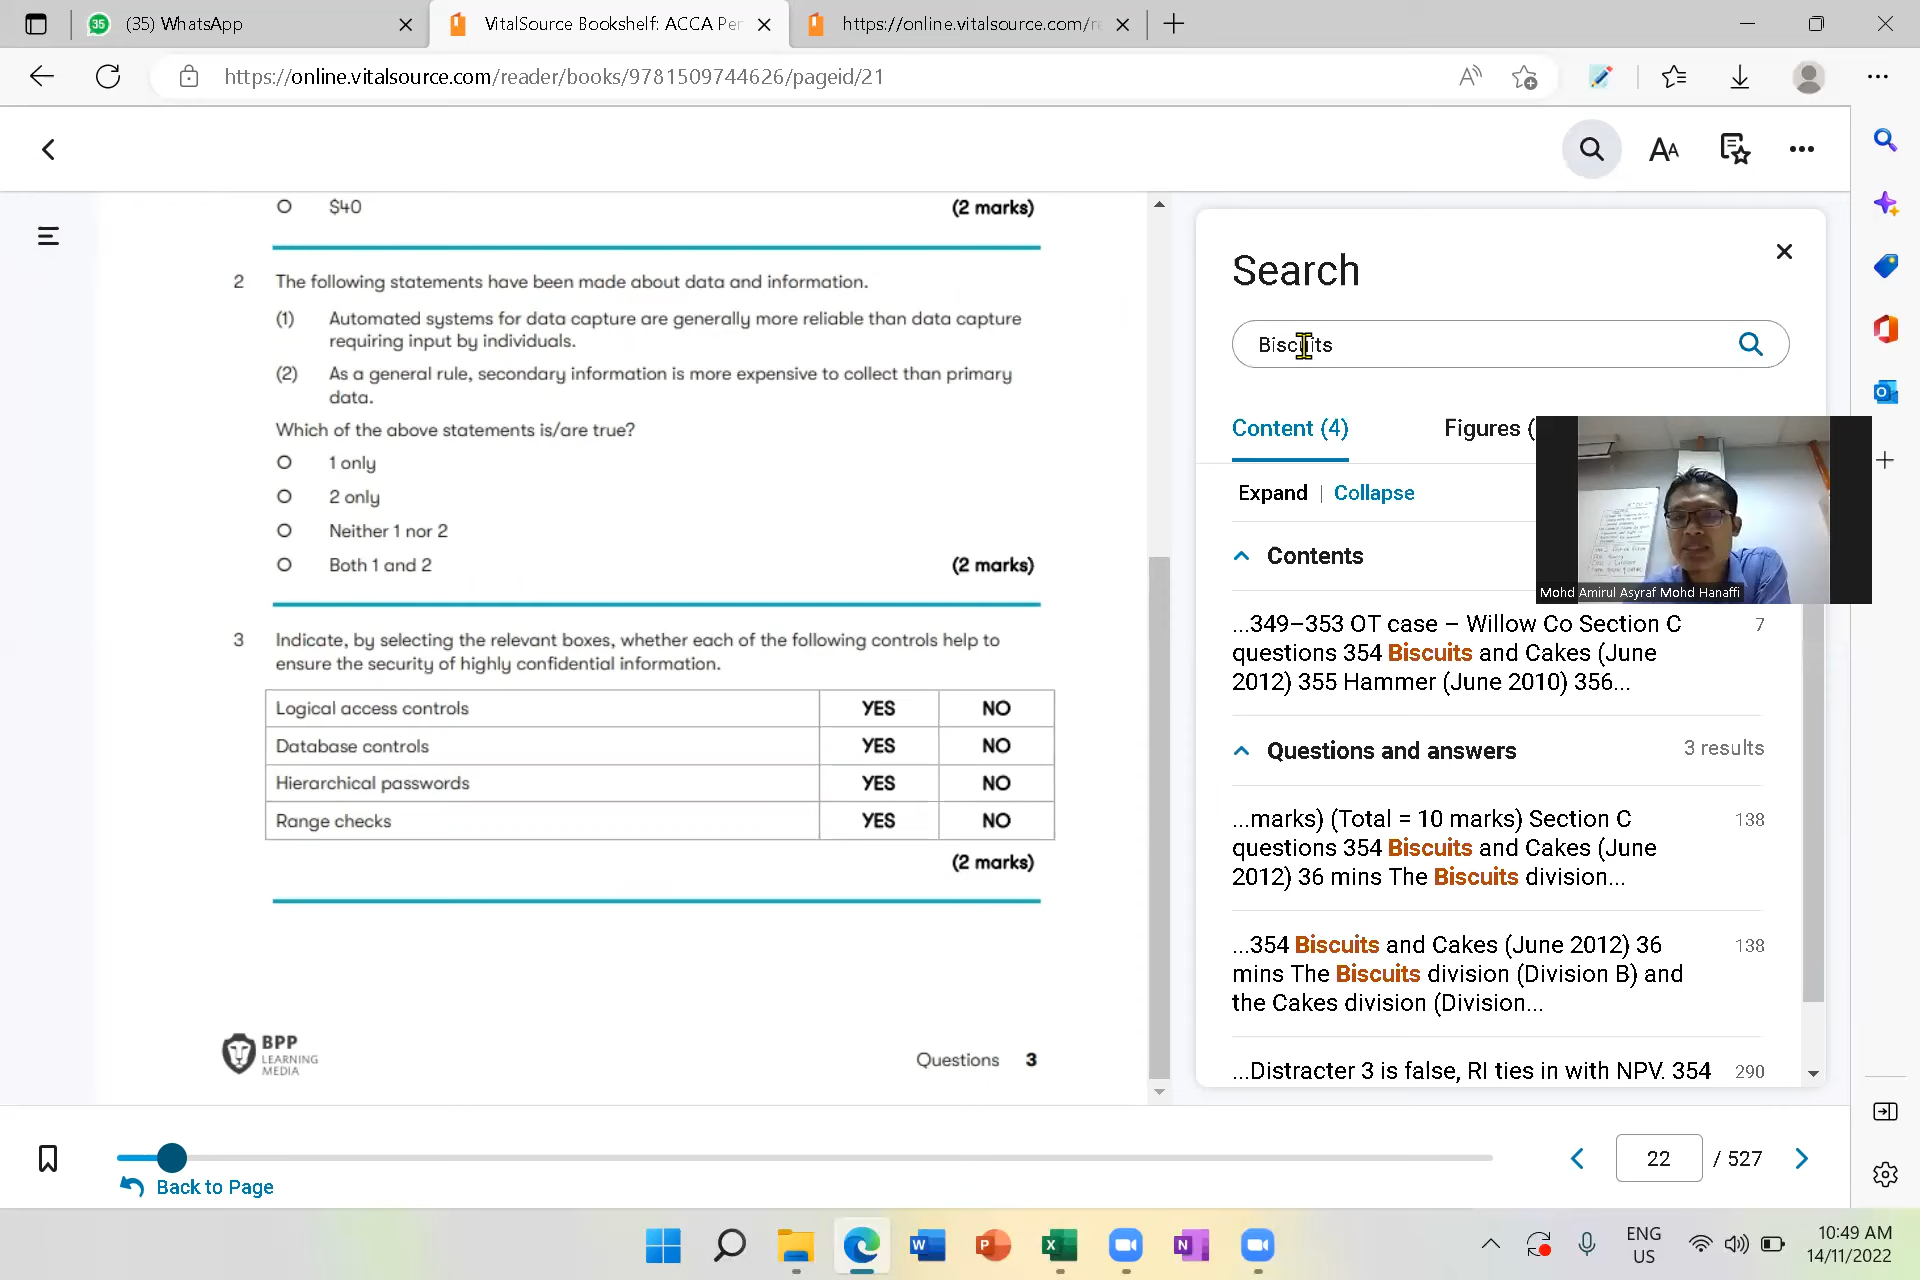 35
(35) WhatsApp
VitalSource Bookshelf: ACCA Per
https://online.vitalsource.com/re
https://online.vitalsource.com/reader/books/9781509744626/pageid/21
$40
(2 marks)
2 The following statements have been made about data and information.
(1) Automated systems for data capture are generally more reliable than data capture
requiring input by individuals.
(2) As a general rule, secondary information is more expensive to collect than primary
data.
Which of the above statements is/are true?
1 only
2 only
Neither 1 nor 2
Both 1 and 2
(2 marks)
3 Indicate, by selecting the relevant boxes, whether each of the following controls help to
ensure the security of highly confidential information.
Logical access controls YES NO
Database controls YES NO
Hierarchical passwords YES NO
Range checks YES NO
(2 marks)
BPP
LEARNING
MEDIA
Questions 3
Search
Biscuits
Content (4)
Figures (
Expand | Collapse
Contents
...349–353 OT case – Willow Co Section C 7
questions 354 Biscuits and Cakes (June
2012) 355 Hammer (June 2010) 356...
Questions and answers 3 results
...marks) (Total = 10 marks) Section C 138
questions 354 Biscuits and Cakes (June
2012) 36 mins The Biscuits division...
...354 Biscuits and Cakes (June 2012) 36 138
mins The Biscuits division (Division B) and
the Cakes division (Division...
...Distracter 3 is false, RI ties in with NPV. 354 290
Mohd Amirul Asyraf Mohd Hanaffi
Back to Page
22 / 527
ENG
US
10:49 AM
14/11/2022